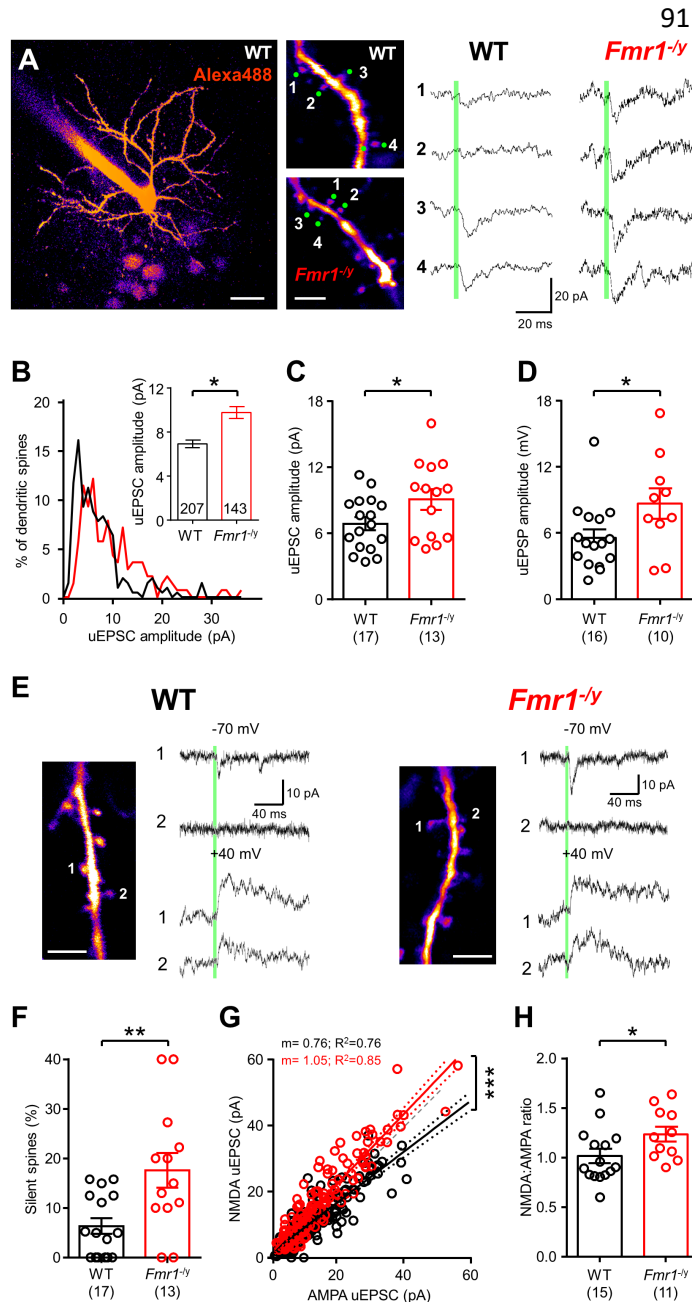 91
A
WT
Alexa488
WT
1
2
3
4
1
2
3
4
Fmr1-/y
WT
Fmr1-/y
1
2
3
4
20 pA
20 ms
B
% of dendritic spines
20
15
10
5
0
0 10 20 30
uEPSC amplitude (pA)
uEPSC amplitude (pA)
12
9
6
3
0
*
207 143
WT Fmr1-/y
C
uEPSC amplitude (pA)
18
12
6
0
*
WT Fmr1-/y
(17) (13)
D
uEPSP amplitude (mV)
18
12
6
0
*
WT Fmr1-/y
(16) (10)
E
WT
1
2
-70 mV
1
10 pA
40 ms
2
+40 mV
1
2
Fmr1-/y
1
2
-70 mV
1
10 pA
40 ms
2
+40 mV
1
2
F
Silent spines (%)
40
30
20
10
0
**
WT Fmr1-/y
(17) (13)
G
m= 0.76; R2=0.76
m= 1.05; R2=0.85
NMDA uEPSC (pA)
60
40
20
0
0 20 40 60
AMPA uEPSC (pA)
***
H
NMDA:AMPA ratio
2.0
1.5
1.0
0.5
0.0
*
WT Fmr1-/y
(15) (11)